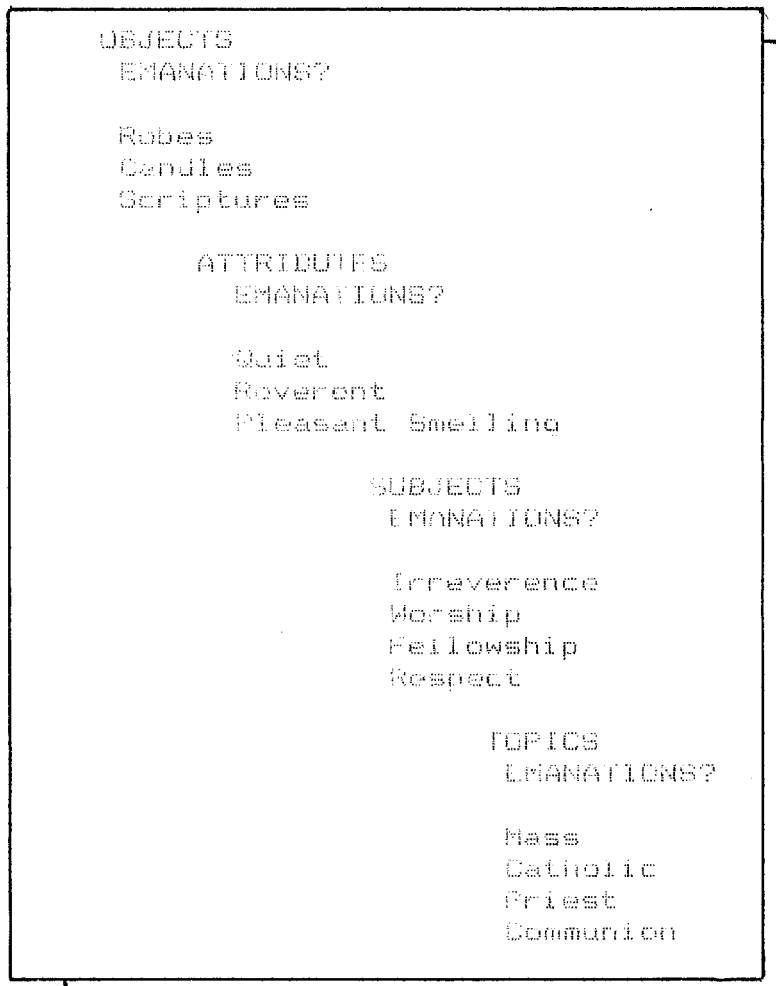 OBJECTS
EMANATIONS?
Robes
Candles
Scriptures
ATTRIBUTES
EMANATIONS?
Quiet
Reverent
Pleasant Smelling
SUBJECTS
EMANATIONS?
Irreverence
Worship
Fellowship
Respect
TOPICS
EMANATIONS?
Mass
Catholic
Priest
Communion